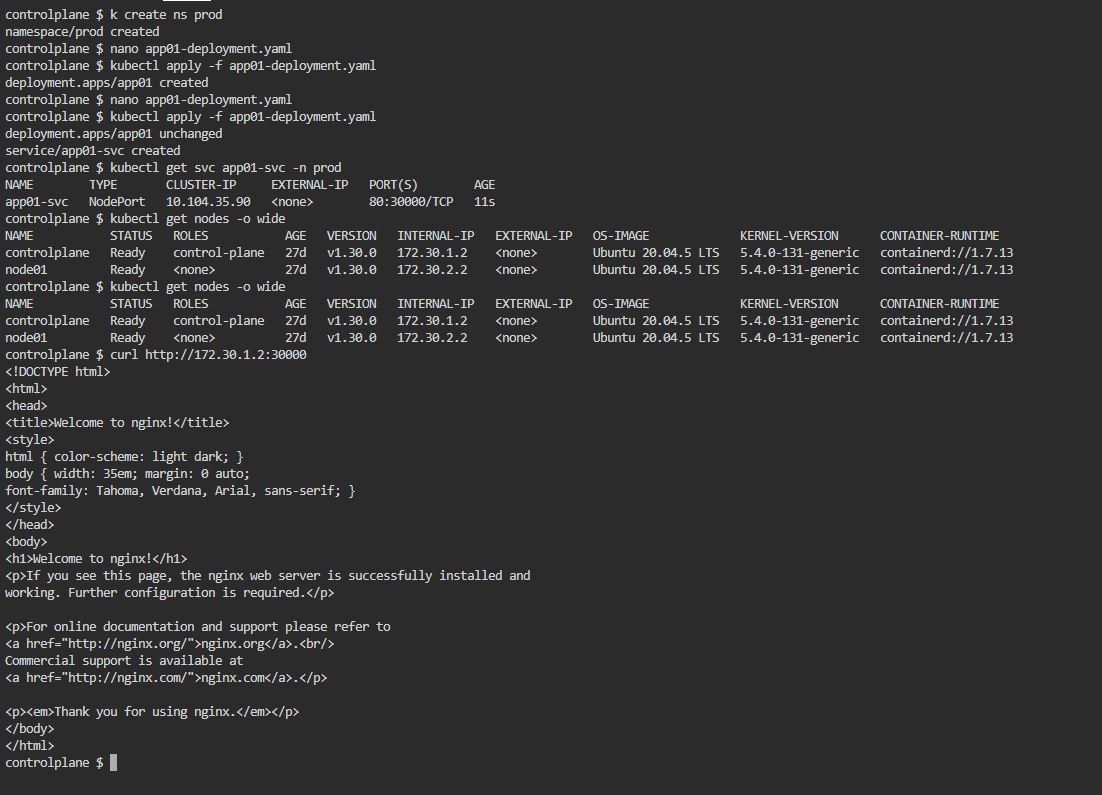 controlplane $ k create ns prod
namespace/prod created
controlplane $ nano app01-deployment.yaml
controlplane $ kubectl apply -f app01-deployment.yaml
deployment.apps/app01 created
controlplane $ nano app01-deployment.yaml
controlplane $ kubectl apply -f app01-deployment.yaml
deployment.apps/app01 unchanged
service/app01-svc created
controlplane $ kubectl get svc app01-svc -n prod
NAME        TYPE       CLUSTER-IP     EXTERNAL-IP   PORT(S)        AGE
app01-svc   NodePort   10.104.35.90   <none>        80:30000/TCP   11s
controlplane $ kubectl get nodes -o wide
NAME           STATUS   ROLES           AGE   VERSION   INTERNAL-IP   EXTERNAL-IP   OS-IMAGE             KERNEL-VERSION      CONTAINER-RUNTIME
controlplane   Ready    control-plane   27d   v1.30.0   172.30.1.2    <none>        Ubuntu 20.04.5 LTS   5.4.0-131-generic   containerd://1.7.13
node01         Ready    <none>          27d   v1.30.0   172.30.2.2    <none>        Ubuntu 20.04.5 LTS   5.4.0-131-generic   containerd://1.7.13
controlplane $ kubectl get nodes -o wide
NAME           STATUS   ROLES           AGE   VERSION   INTERNAL-IP   EXTERNAL-IP   OS-IMAGE             KERNEL-VERSION      CONTAINER-RUNTIME
controlplane   Ready    control-plane   27d   v1.30.0   172.30.1.2    <none>        Ubuntu 20.04.5 LTS   5.4.0-131-generic   containerd://1.7.13
node01         Ready    <none>          27d   v1.30.0   172.30.2.2    <none>        Ubuntu 20.04.5 LTS   5.4.0-131-generic   containerd://1.7.13
controlplane $ curl http://172.30.1.2:30000
<!DOCTYPE html>
<html>
<head>
<title>Welcome to nginx!</title>
<style>
html { color-scheme: light dark; }
body { width: 35em; margin: 0 auto;
font-family: Tahoma, Verdana, Arial, sans-serif; }
</style>
</head>
<body>
<h1>Welcome to nginx!</h1>
<p>If you see this page, the nginx web server is successfully installed and
working. Further configuration is required.</p>

<p>For online documentation and support please refer to
<a href="http://nginx.org/">nginx.org</a>.<br/>
Commercial support is available at
<a href="http://nginx.com/">nginx.com</a>.</p>

<p><em>Thank you for using nginx.</em></p>
</body>
</html>
controlplane $